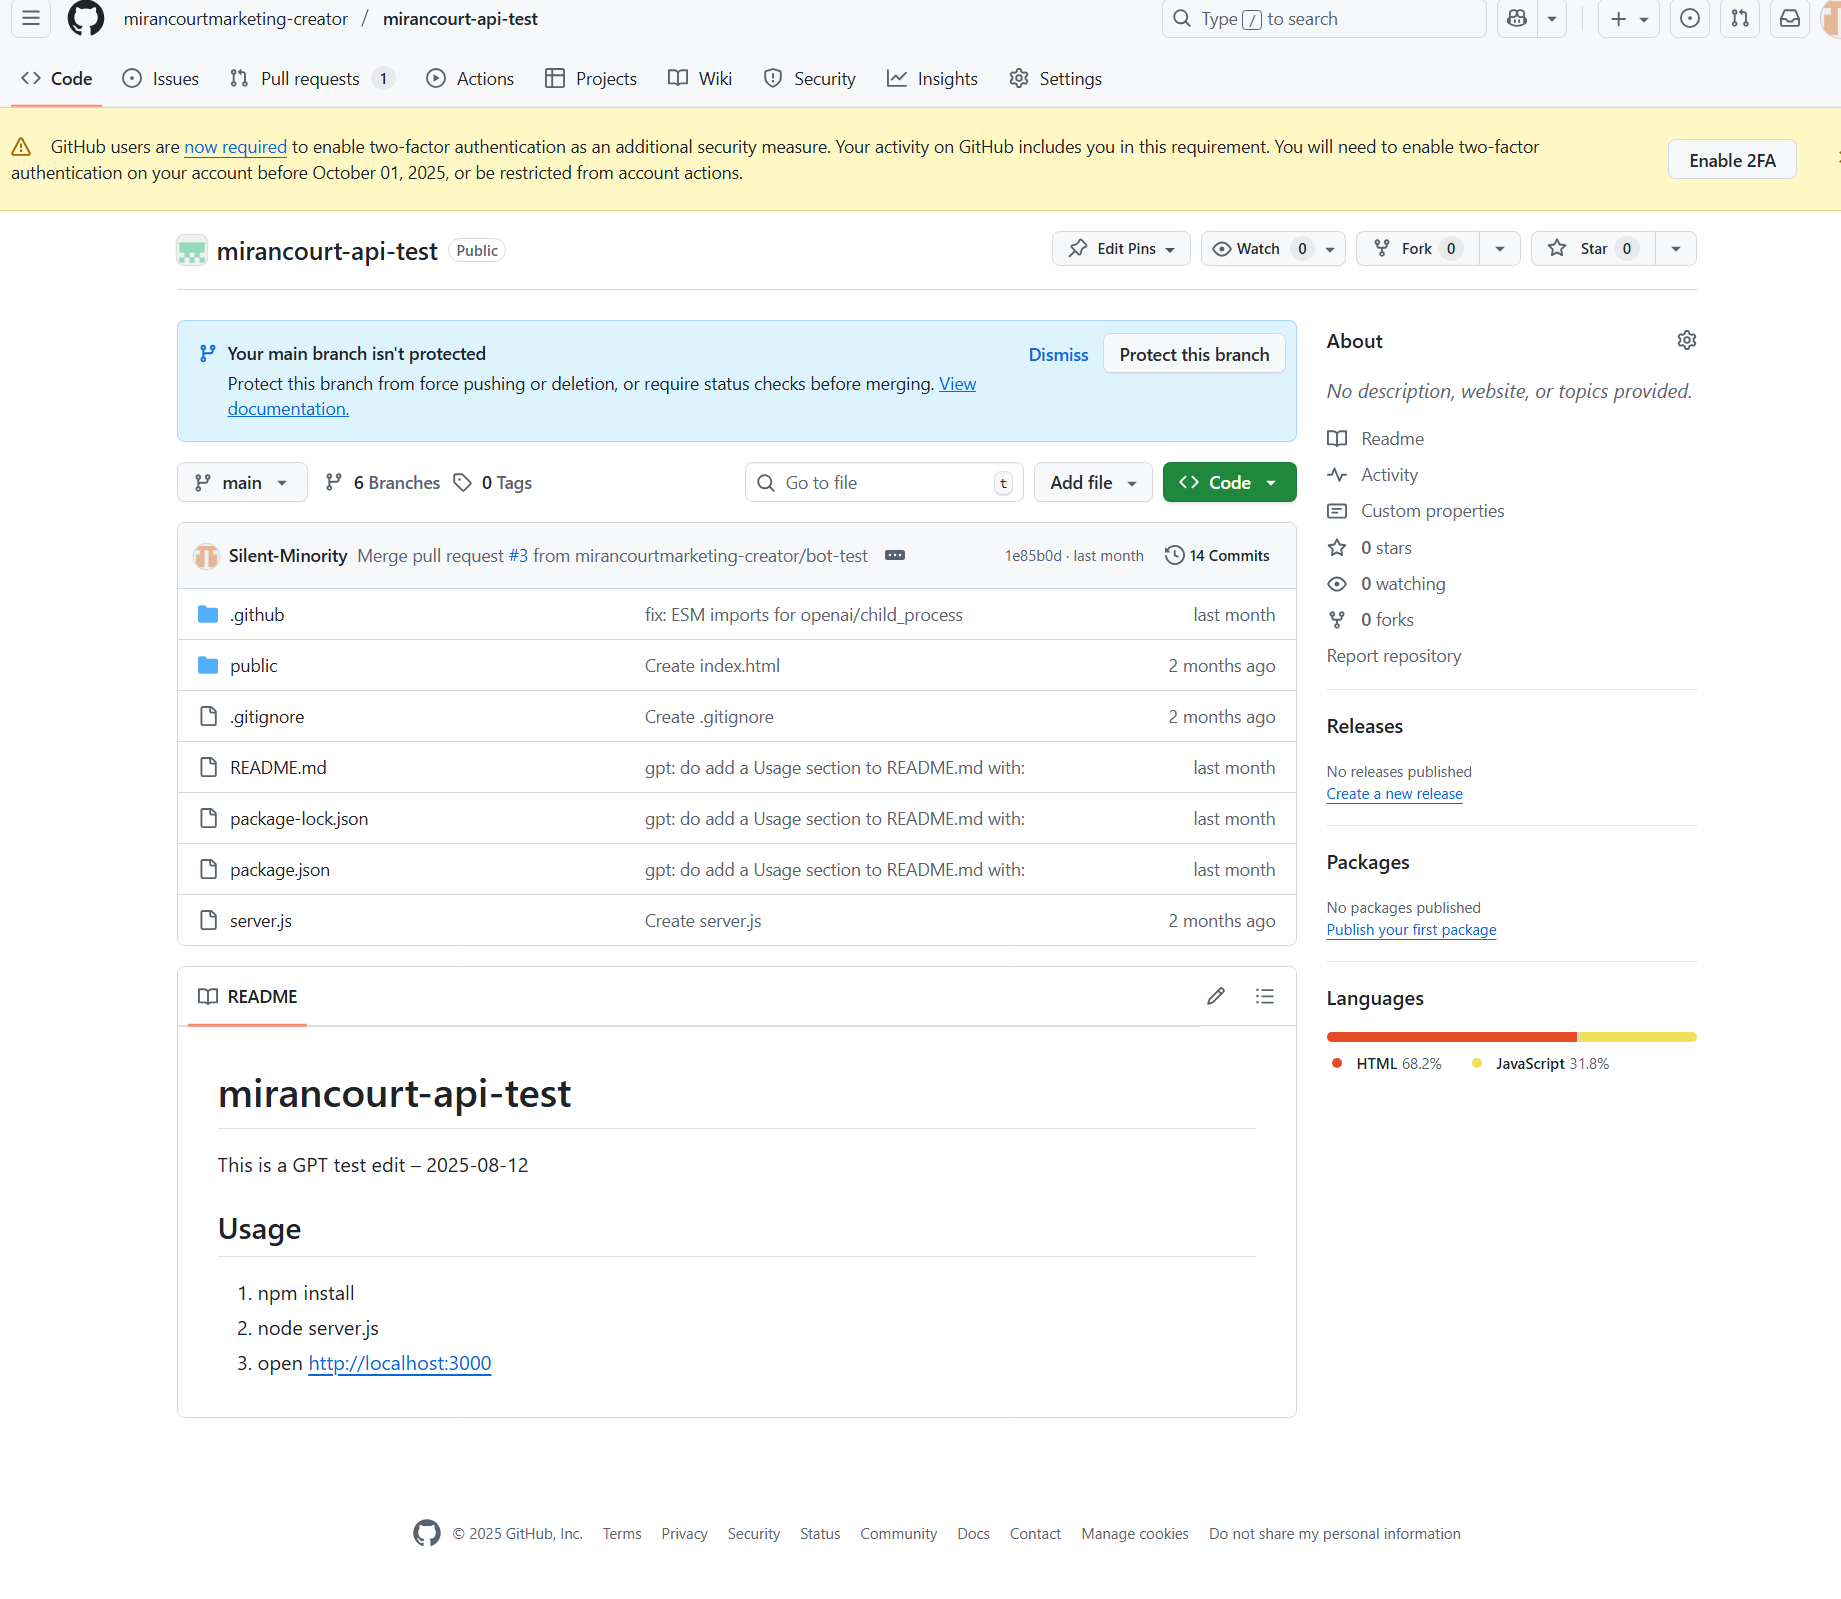 mirancourtmarketing-creator / mirancourt-api-test
Type / to search
Code Issues Pull requests 1 Actions Projects Wiki Security Insights Settings
GitHub users are now required to enable two-factor authentication as an additional security measure. Your activity on GitHub includes you in this requirement. You will need to enable two-factor
authentication on your account before October 01, 2025, or be restricted from account actions.
Enable 2FA
mirancourt-api-test Public
Edit Pins Watch 0 Fork 0 Star 0
Your main branch isn't protected
Protect this branch from force pushing or deletion, or require status checks before merging. View
documentation.
Dismiss Protect this branch
main 6 Branches 0 Tags
Go to file t Add file Code
Silent-Minority Merge pull request #3 from mirancourtmarketing-creator/bot-test 1e85b0d · last month 14 Commits
.github fix: ESM imports for openai/child_process last month
public Create index.html 2 months ago
.gitignore Create .gitignore 2 months ago
README.md gpt: do add a Usage section to README.md with: last month
package-lock.json gpt: do add a Usage section to README.md with: last month
package.json gpt: do add a Usage section to README.md with: last month
server.js Create server.js 2 months ago
README
mirancourt-api-test
This is a GPT test edit – 2025-08-12
Usage
1. npm install
2. node server.js
3. open http://localhost:3000
About
No description, website, or topics provided.
Readme
Activity
Custom properties
0 stars
0 watching
0 forks
Report repository
Releases
No releases published
Create a new release
Packages
No packages published
Publish your first package
Languages
HTML 68.2% JavaScript 31.8%
© 2025 GitHub, Inc. Terms Privacy Security Status Community Docs Contact Manage cookies Do not share my personal information